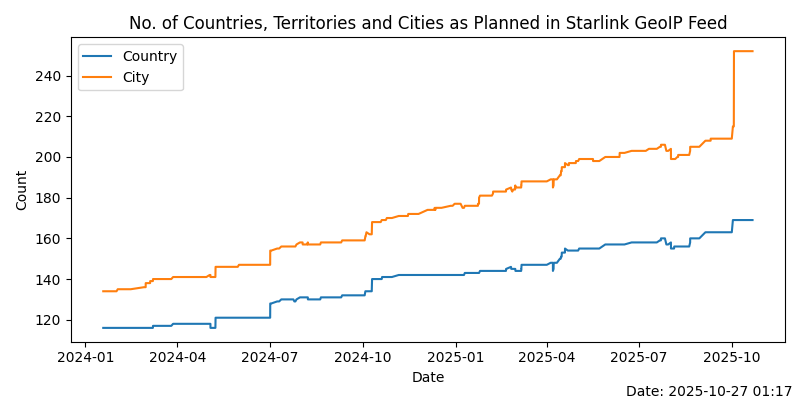 No. of Countries, Territories and Cities as Planned in Starlink GeoIP Feed
Country
City
Count
240
220
200
180
160
140
120
2024-01 2024-04 2024-07 2024-10 2025-01 2025-04 2025-07 2025-10
Date
Date: 2025-10-27 01:17